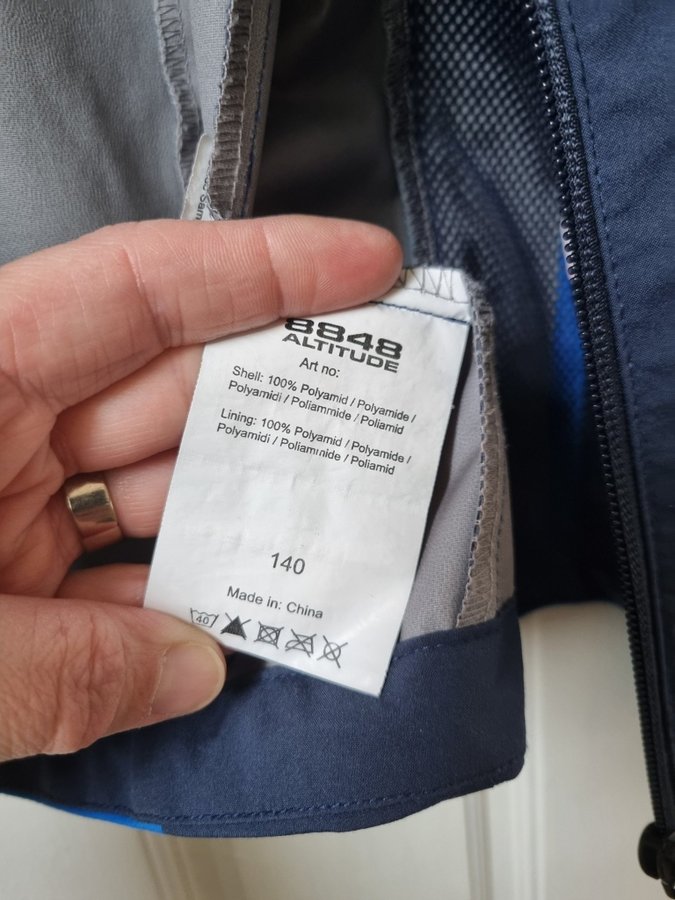 8848
ALTITUDE
Art no:
Shell: 100% Polyamid / Polyamide /
Polyamidi / Poliammide / Poliamid
Lining: 100% Polyamid / Polyamide /
Polyamidi / Poliammide / Poliamid
140
Made in: China
40